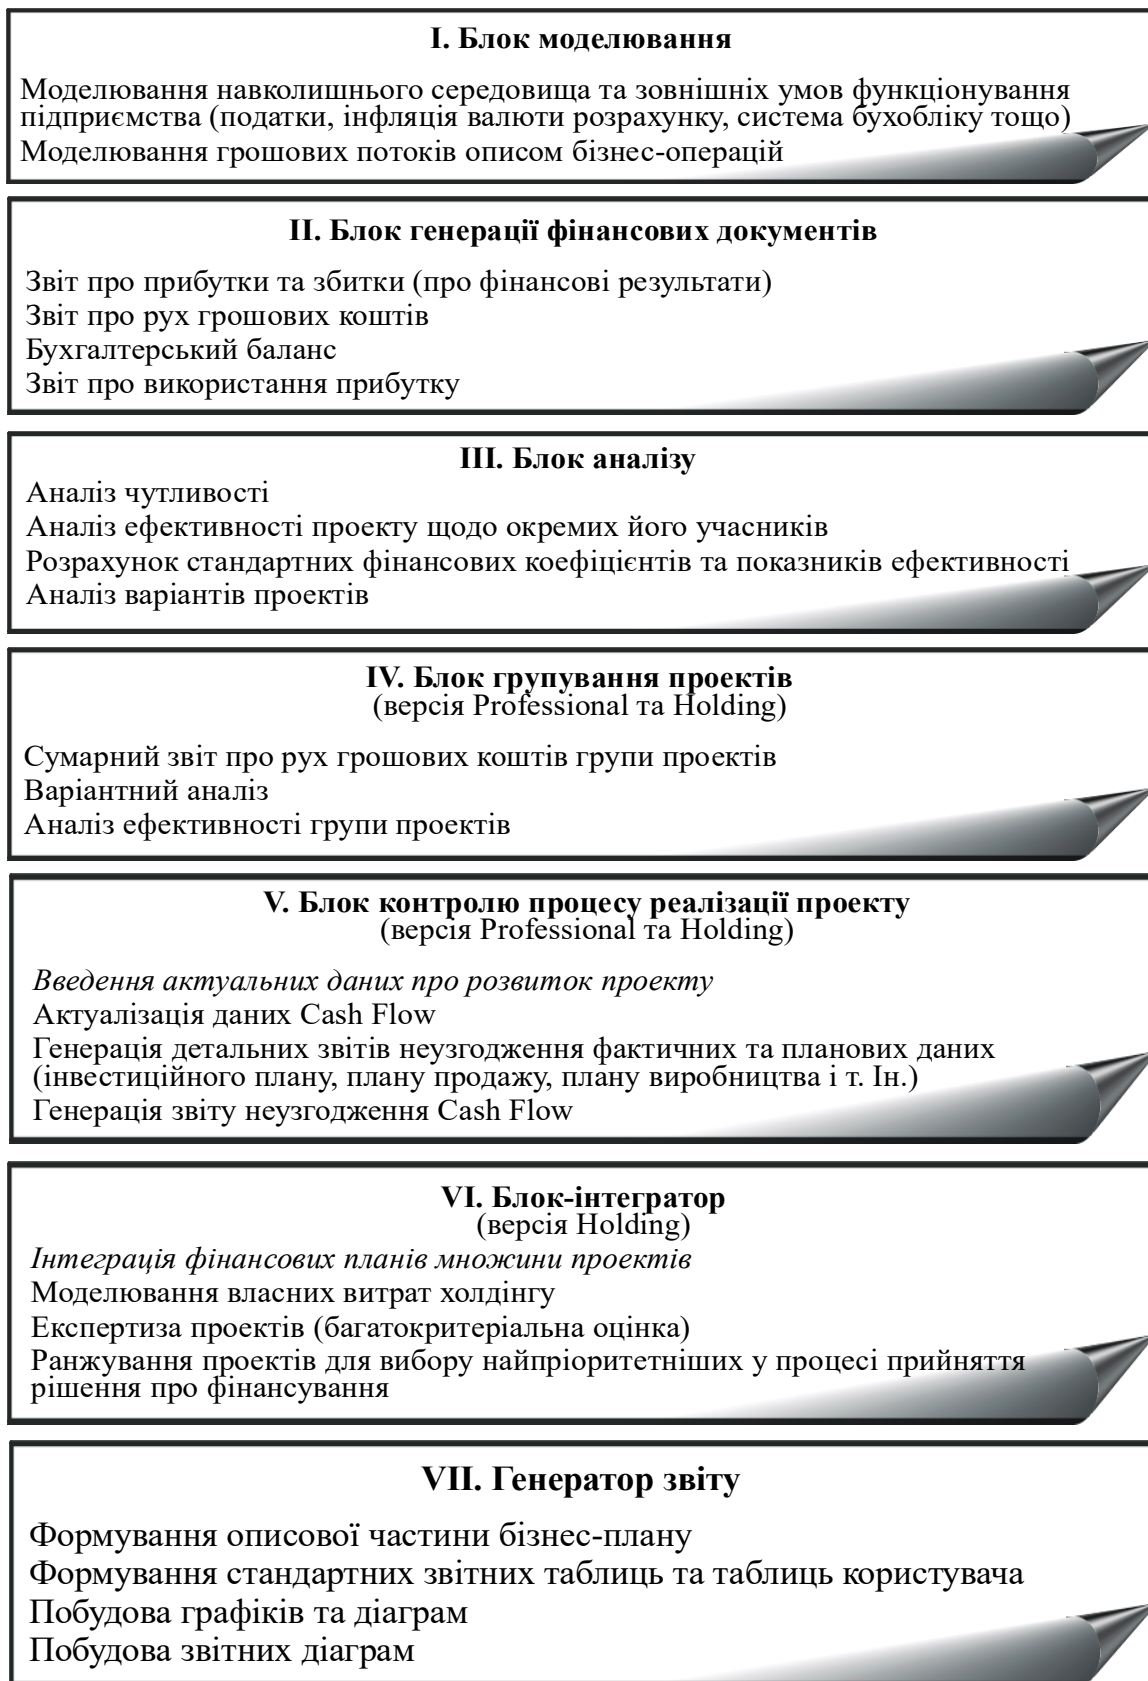 I. Блок моделювання
Моделювання навколишнього середовища та зовнішніх умов функціонування
підприємства (податки, інфляція валюти розрахунку, система бухобліку тощо)
Моделювання грошових потоків описом бізнес-операцій
II. Блок генерації фінансових документів
Звіт про прибутки та збитки (про фінансові результати)
Звіт про рух грошових коштів
Бухгалтерський баланс
Звіт про використання прибутку
III. Блок аналізу
Аналіз чутливості
Аналіз ефективності проекту щодо окремих його учасників
Розрахунок стандартних фінансових коефіцієнтів та показників ефективності
Аналіз варіантів проектів
IV. Блок групування проектів
(версія Professional та Holding)
Сумарний звіт про рух грошових коштів групи проектів
Варіантний аналіз
Аналіз ефективності групи проектів
V. Блок контролю процесу реалізації проекту
(версія Professional та Holding)
Введення актуальних даних про розвиток проекту
Актуалізація даних Cash Flow
Генерація детальних звітів неузгодження фактичних та планових даних
(інвестиційного плану, плану продажу, плану виробництва і т. Ін.)
Генерація звіту неузгодження Cash Flow
VI. Блок-інтегратор
(версія Holding)
Інтеграція фінансових планів множини проектів
Моделювання власних витрат холдінгу
Експертиза проектів (багатокритеріальна оцінка)
Ранжування проектів для вибору найпріоритетніших у процесі прийняття
рішення про фінансування
VII. Генератор звіту
Формування описової частини бізнес-плану
Формування стандартних звітних таблиць та таблиць користувача
Побудова графіків та діаграм
Побудова звітних діаграм